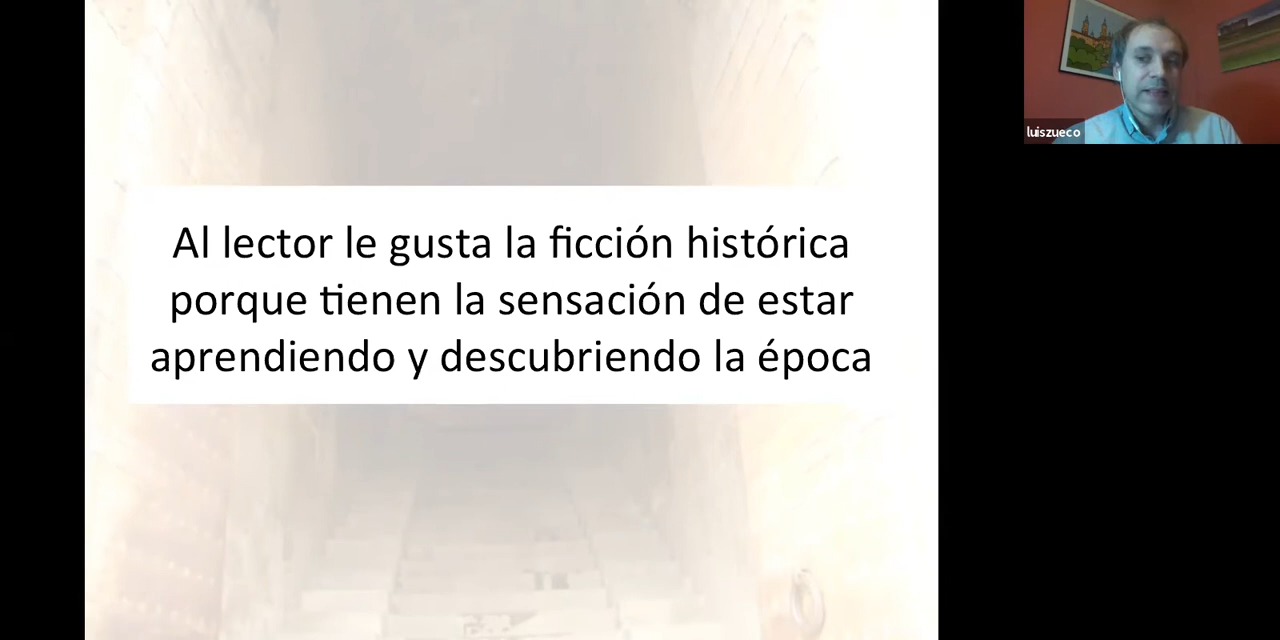 Al lector le gusta la ficción histórica
porque tienen la sensación de estar
aprendiendo y descubriendo la época
luiszueco